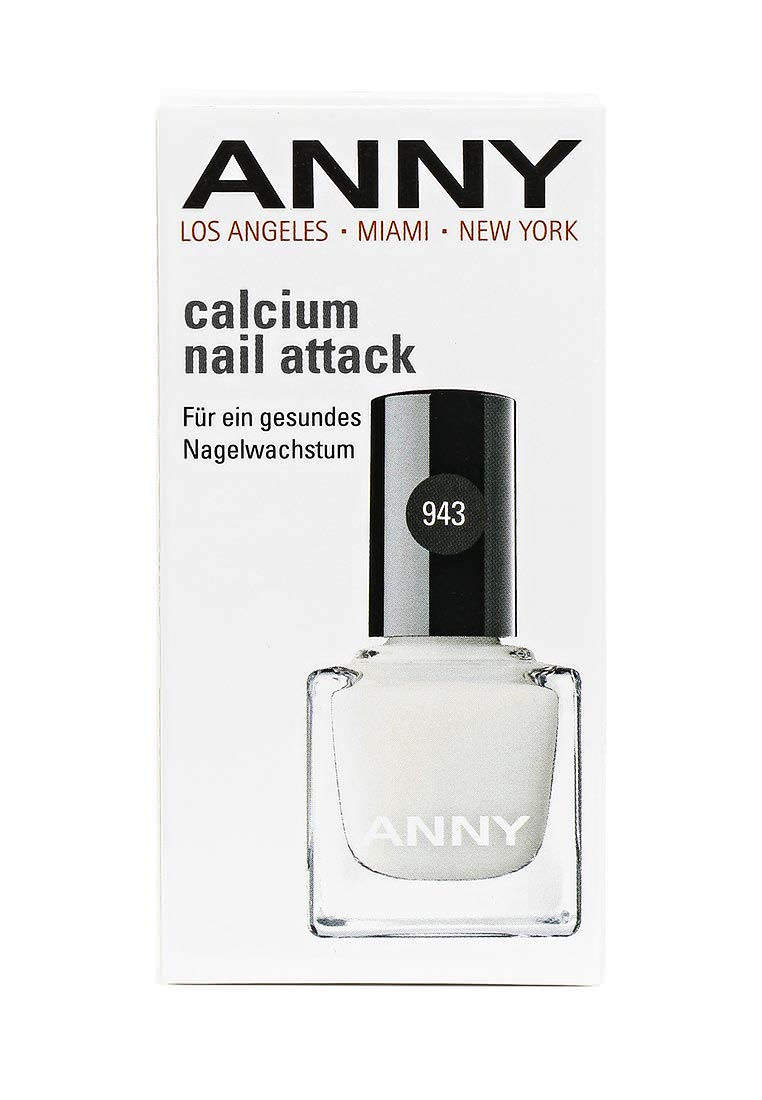 ANNY
LOS ANGELES · MIAMI · NEW YORK
calcium
nail attack
Für ein gesundes
Nagelwachstum
943
ANNY